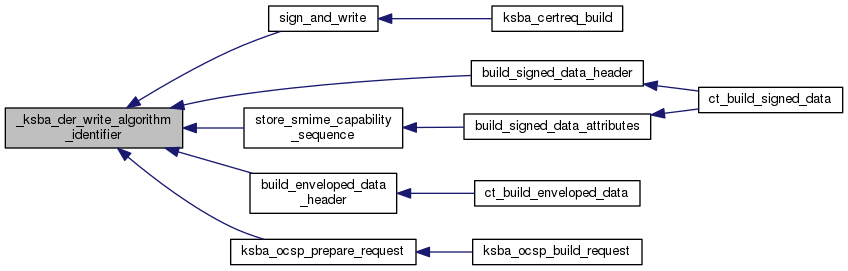 sign_and_write
ksba_certreq_build
build_signed_data_header
ct_build_signed_data
_ksba_der_write_algorithm
_identifier
store_smime_capability
_sequence
build_signed_data_attributes
build_enveloped_data
_header
ct_build_enveloped_data
ksba_ocsp_prepare_request
ksba_ocsp_build_request